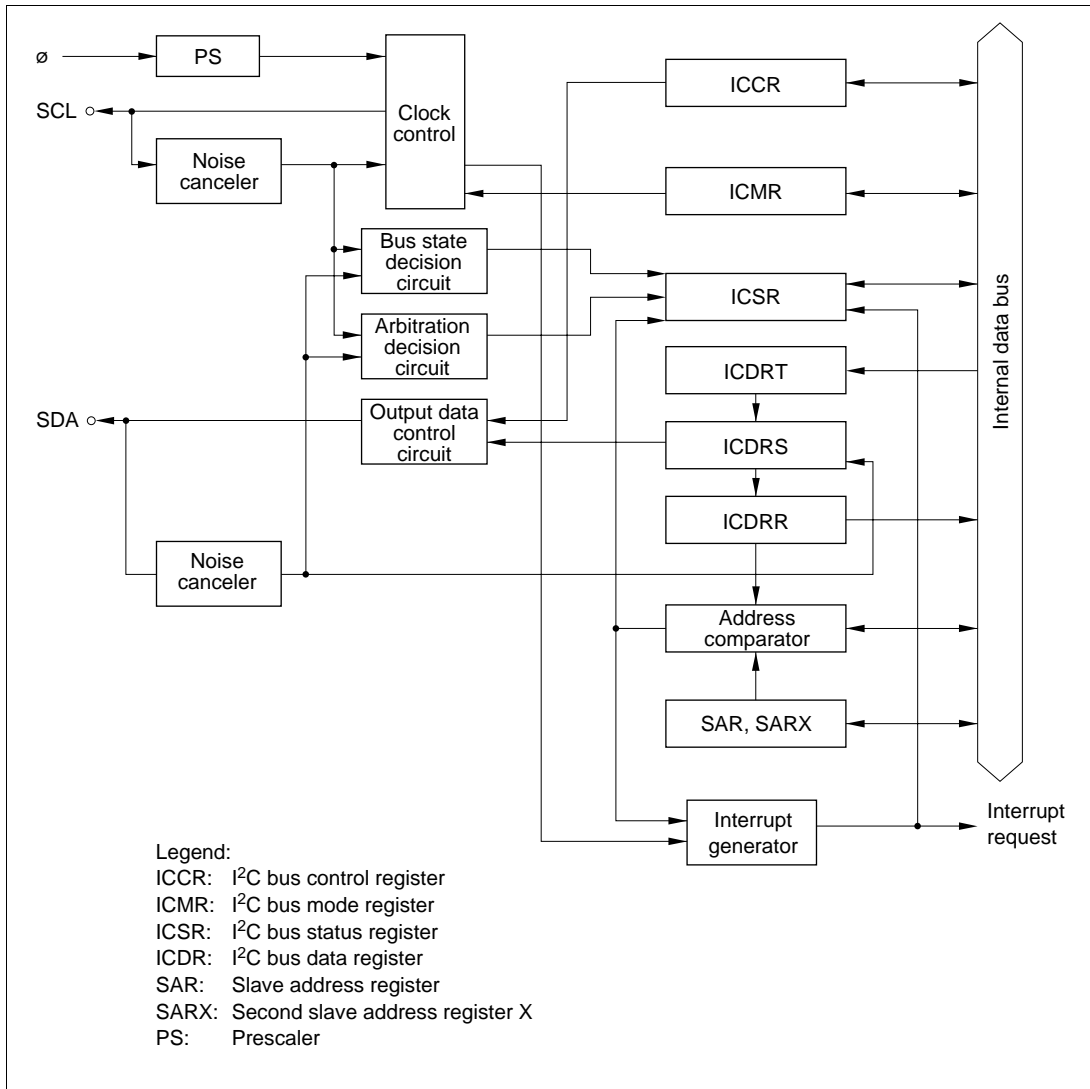 ø
PS
SCL
Clock
control
Noise
canceler
ICCR
ICMR
Bus state
decision
circuit
ICSR
Arbitration
decision
circuit
ICDRT
SDA
Output data
control
circuit
ICDRS
ICDRR
Noise
canceler
Address
comparator
SAR, SARX
Internal data bus
Interrupt
generator
Interrupt
request
Legend:
ICCR: I²C bus control register
ICMR: I²C bus mode register
ICSR: I²C bus status register
ICDR: I²C bus data register
SAR: Slave address register
SARX: Second slave address register X
PS: Prescaler